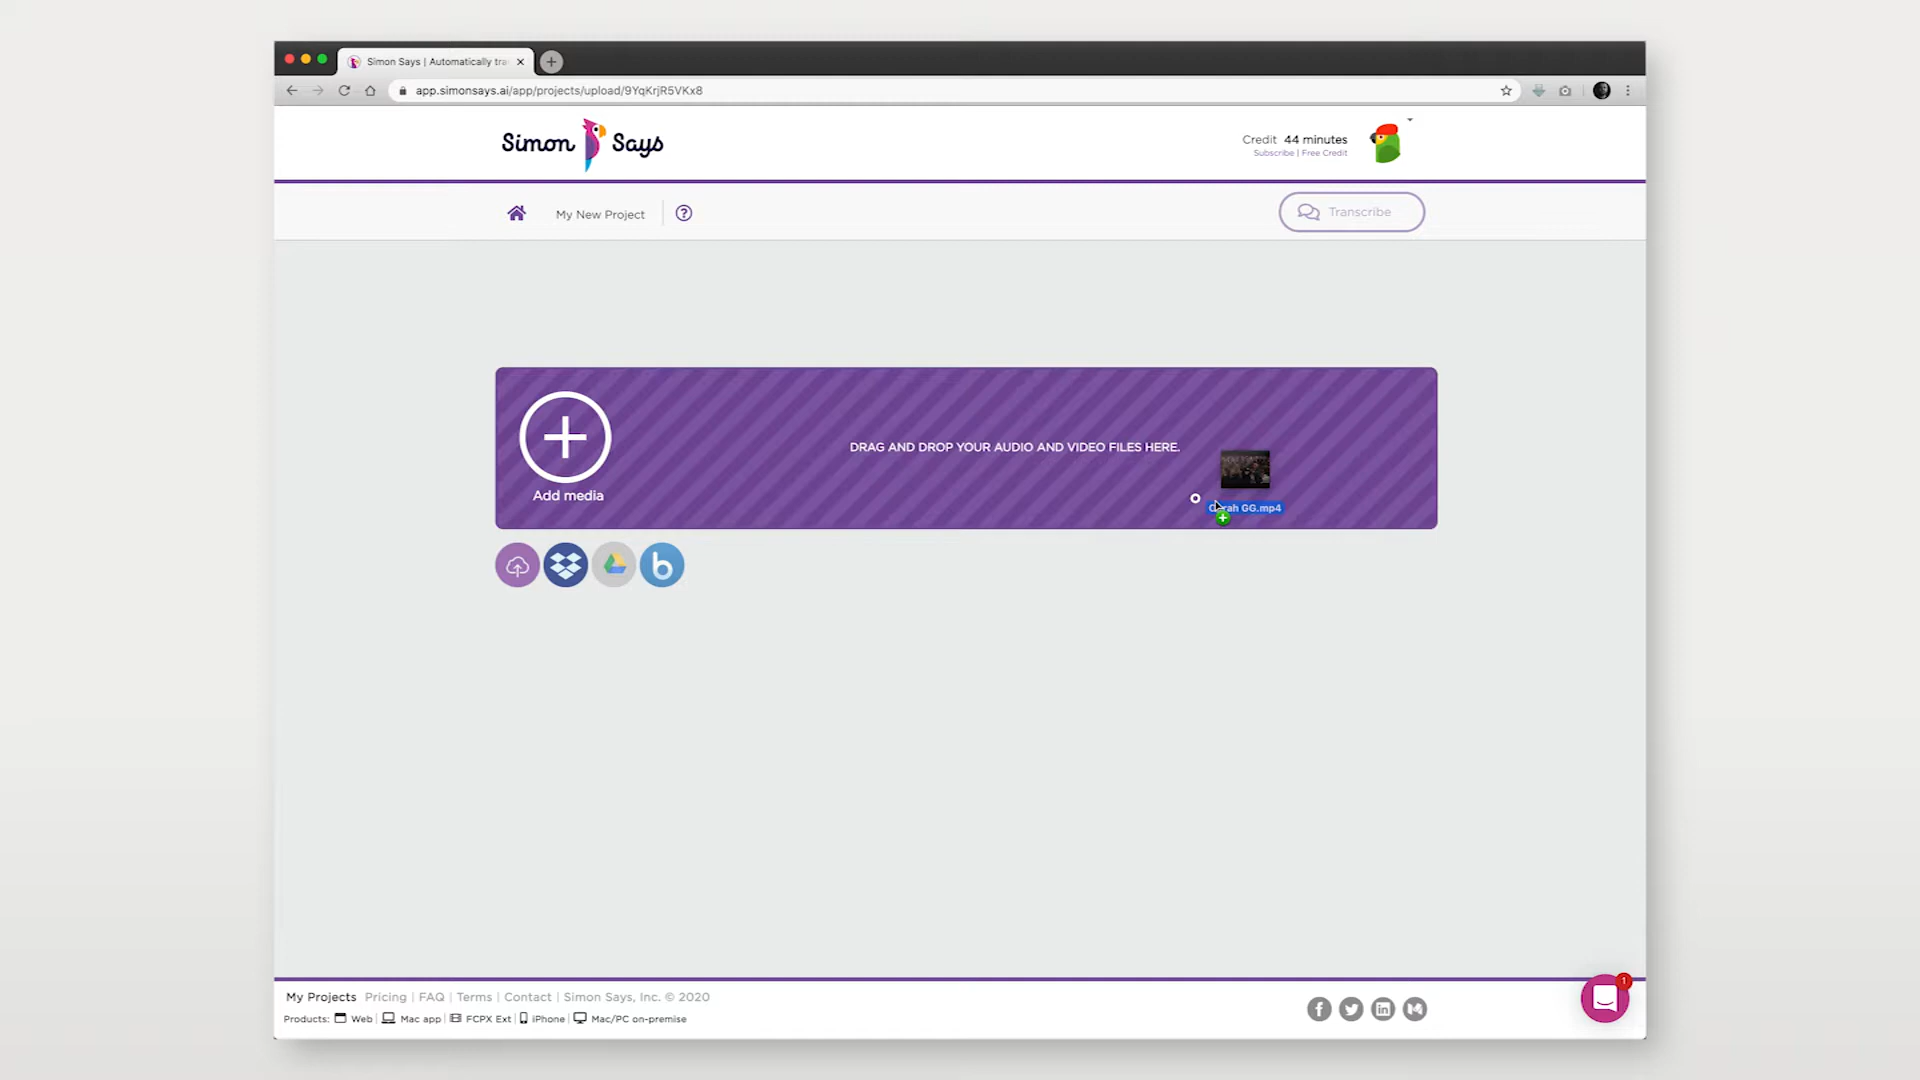 Simon Says | Automatically tra
app.simonsays.ai/app/projects/upload/9YqKrjR5VKx8
Simon Says
Credit 44 minutes
Subscribe | Free Credit
My New Project
Transcribe
DRAG AND DROP YOUR AUDIO AND VIDEO FILES HERE.
Add media
GG.mp4
My Projects Pricing | FAQ | Terms | Contact | Simon Says, Inc. © 2020
Products: Web | Mac app | FCPX Ext | iPhone | Mac/PC on-premise
1